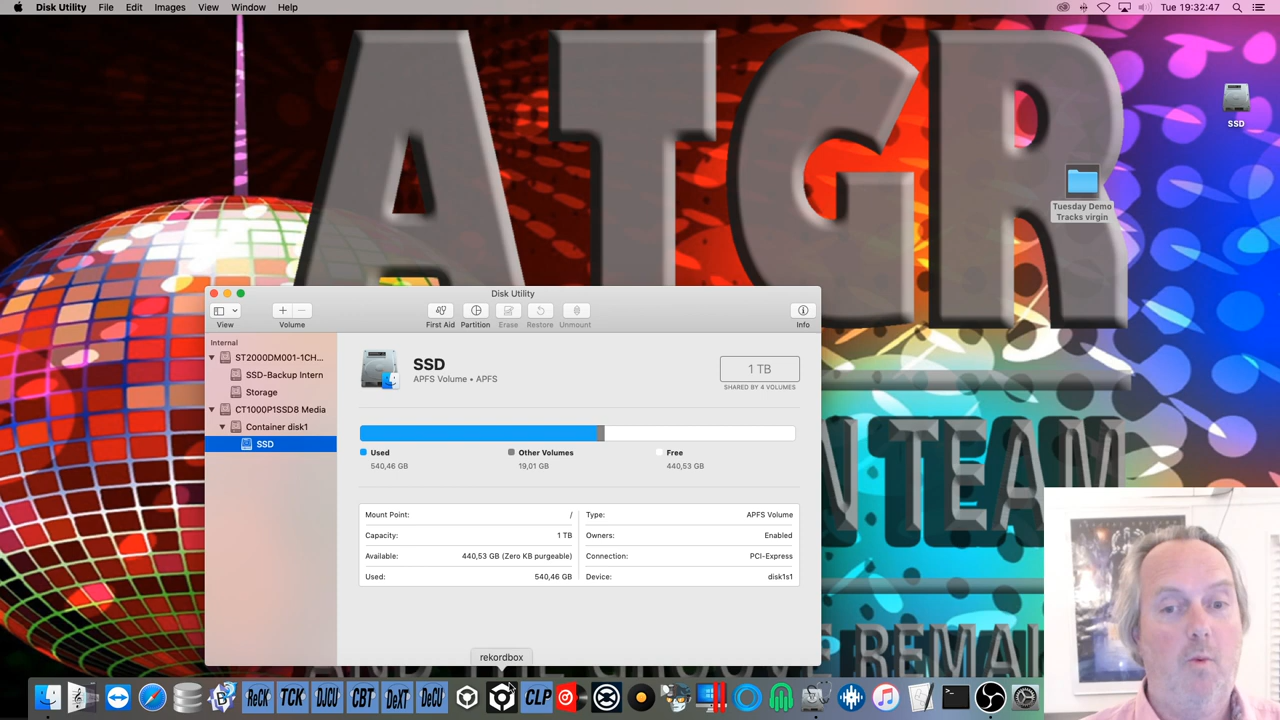 Disk Utility File Edit Images View Window Help
Tue 19:32:47
ATGR
SSD
Tuesday Demo
Tracks virgin
Disk Utility
View Volume First Aid Partition Erase Restore Unmount Info
Internal
ST2000DM001-1CH...
SSD-Backup Intern
Storage
CT1000P1SSD8 Media
Container disk1
SSD
SSD
APFS Volume • APFS
1 TB
SHARED BY 4 VOLUMES
Used
540,46 GB
Other Volumes
19,01 GB
Free
440,53 GB
Mount Point: /
Capacity: 1 TB
Available: 440,53 GB (Zero KB purgeable)
Used: 540,46 GB
Type: APFS Volume
Owners: Enabled
Connection: PCI-Express
Device: disk1s1
N TEAM
REMAI
rekordbox
ReCK TCK DJCU CBT DeXT DeCU CLP